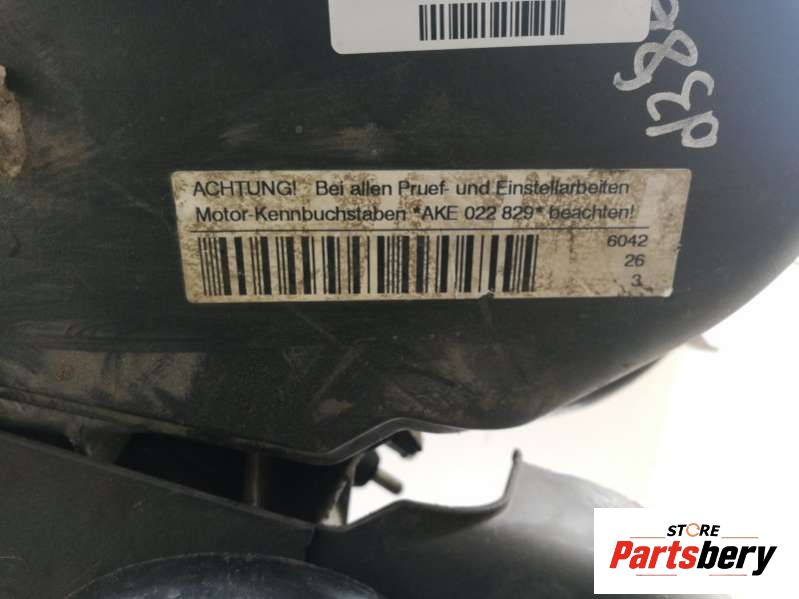 ACHTUNG! Bei allen Pruef- und Einstellarbeiten
Motor-Kennbuchstaben *AKE 022 829* beachten!
6042
26
3
STORE
Partsbery